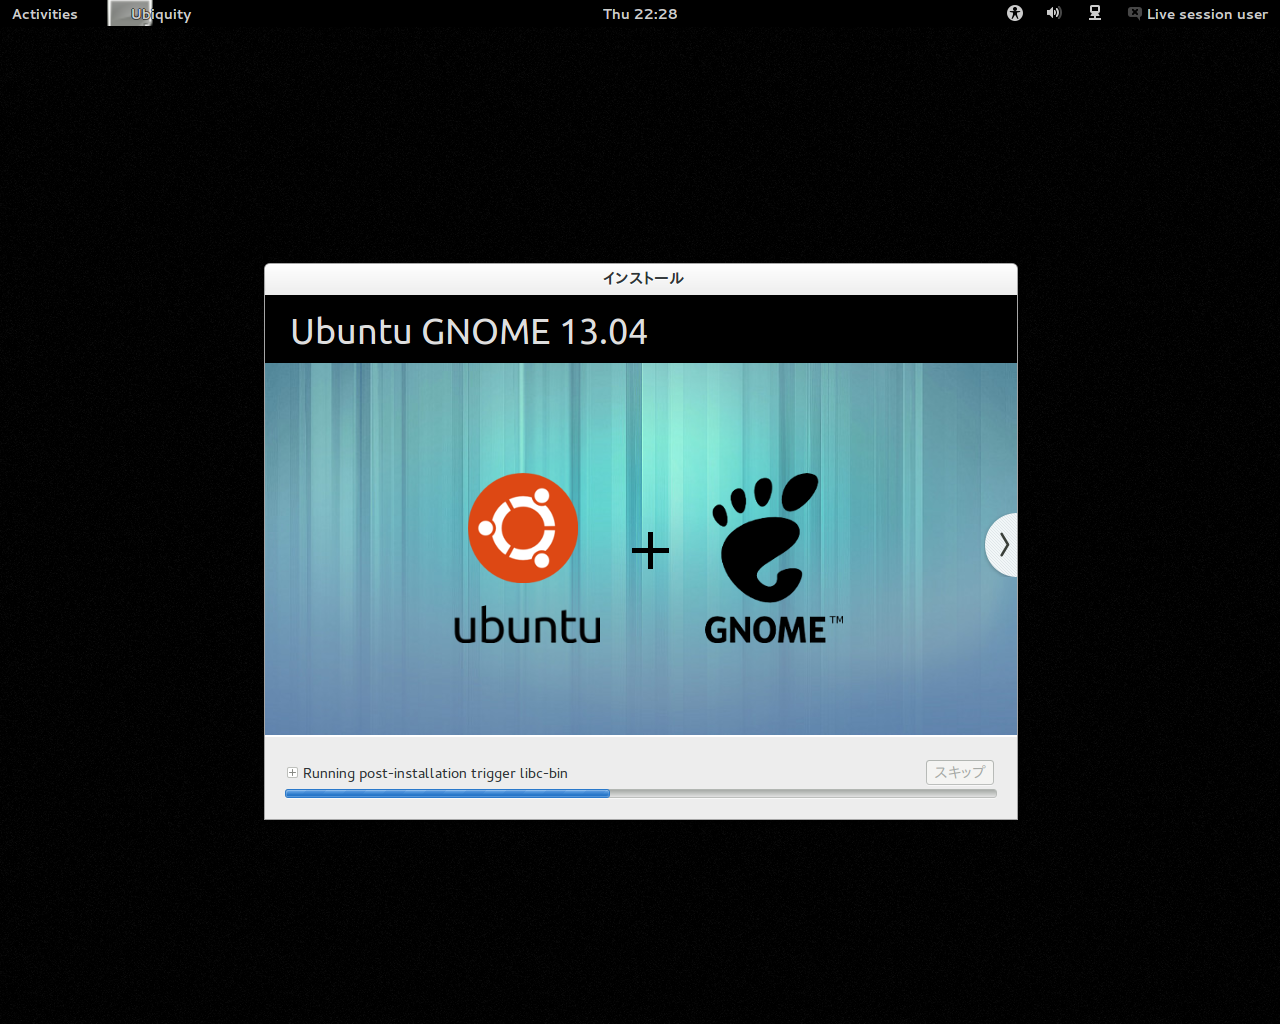 Activities
Ubiquity
Thu 22:28
Live session user
インストール
Ubuntu GNOME 13.04
ubuntu
+
GNOME™
Running post-installation trigger libc-bin
スキップ